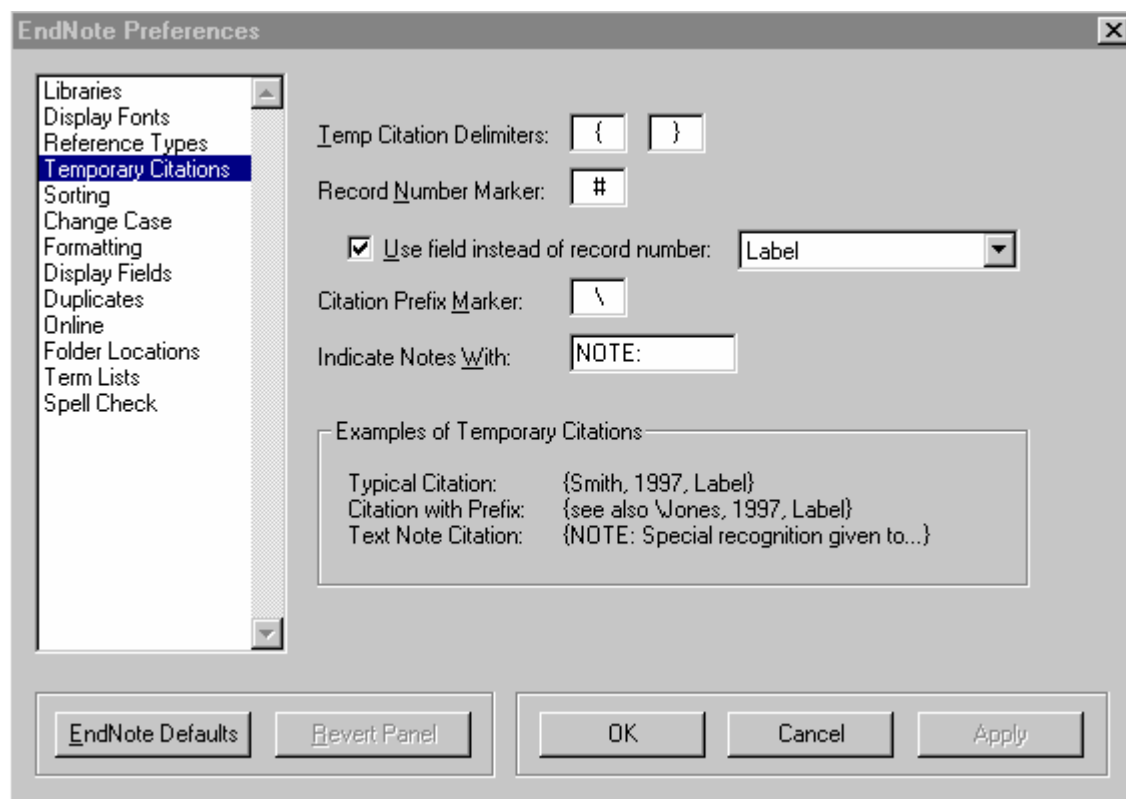 EndNote Preferences
Libraries
Display Fonts
Reference Types
Temporary Citations
Sorting
Change Case
Formatting
Display Fields
Duplicates
Online
Folder Locations
Term Lists
Spell Check
Temp Citation Delimiters: { }
Record Number Marker: #
Use field instead of record number: Label
Citation Prefix Marker: \
Indicate Notes With: NOTE:
Examples of Temporary Citations
Typical Citation: {Smith, 1997, Label}
Citation with Prefix: {see also \Jones, 1997, Label}
Text Note Citation: {NOTE: Special recognition given to...}
EndNote Defaults Revert Panel OK Cancel Apply